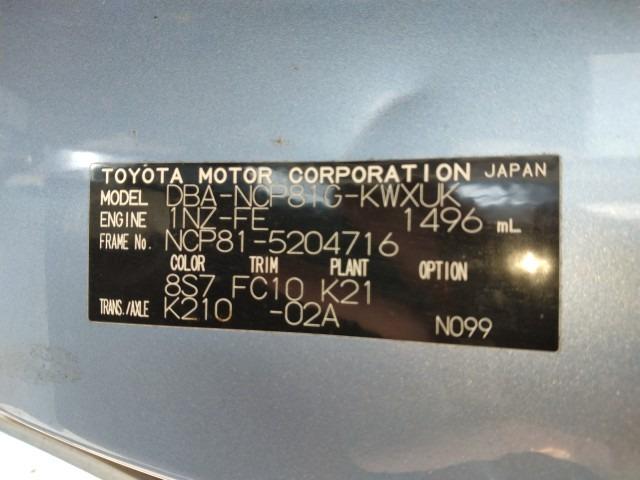 TOYOTA MOTOR CORPORATION JAPAN
MODEL DBA-NCP81G-KWXUK
ENGINE 1NZ-FE 1496 mL
FRAME No. NCP81-5204716
COLOR TRIM PLANT OPTION
8S7 FC10 K21
TRANS./AXLE K210 -02A
N099